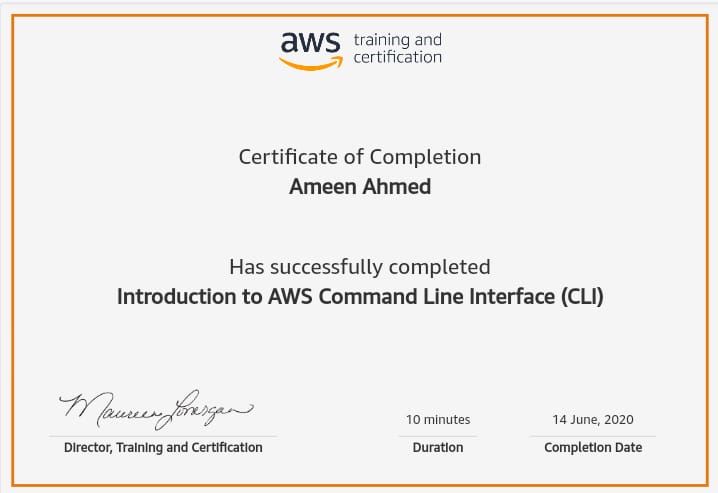 aws training and
certification
Certificate of Completion
Ameen Ahmed
Has successfully completed
Introduction to AWS Command Line Interface (CLI)
Maureen Lonergan
Director, Training and Certification
10 minutes
Duration
14 June, 2020
Completion Date